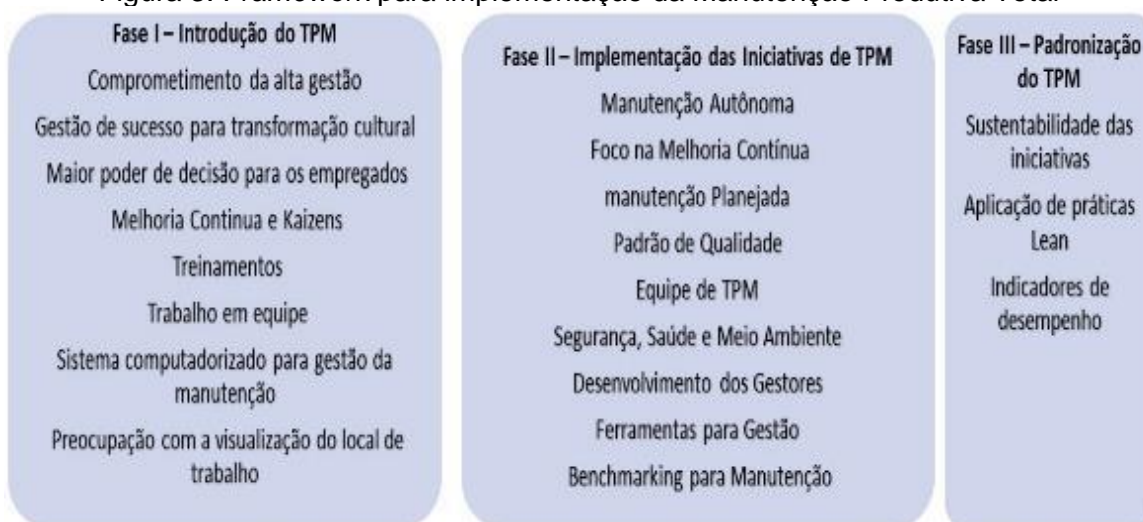 Figura 3: Framework para implementação da Manutenção Produtiva Total
Fase I – Introdução do TPM
Comprometimento da alta gestão
Gestão de sucesso para transformação cultural
Maior poder de decisão para os empregados
Melhoria Continua e Kaizens
Treinamentos
Trabalho em equipe
Sistema computadorizado para gestão da
manutenção
Preocupação com a visualização do local de
trabalho
Fase II – Implementação das Iniciativas de TPM
Manutenção Autônoma
Foco na Melhoria Contínua
manutenção Planejada
Padrão de Qualidade
Equipe de TPM
Segurança, Saúde e Meio Ambiente
Desenvolvimento dos Gestores
Ferramentas para Gestão
Benchmarking para Manutenção
Fase III – Padronização
do TPM
Sustentabilidade das
iniciativas
Aplicação de práticas
Lean
Indicadores de
desempenho